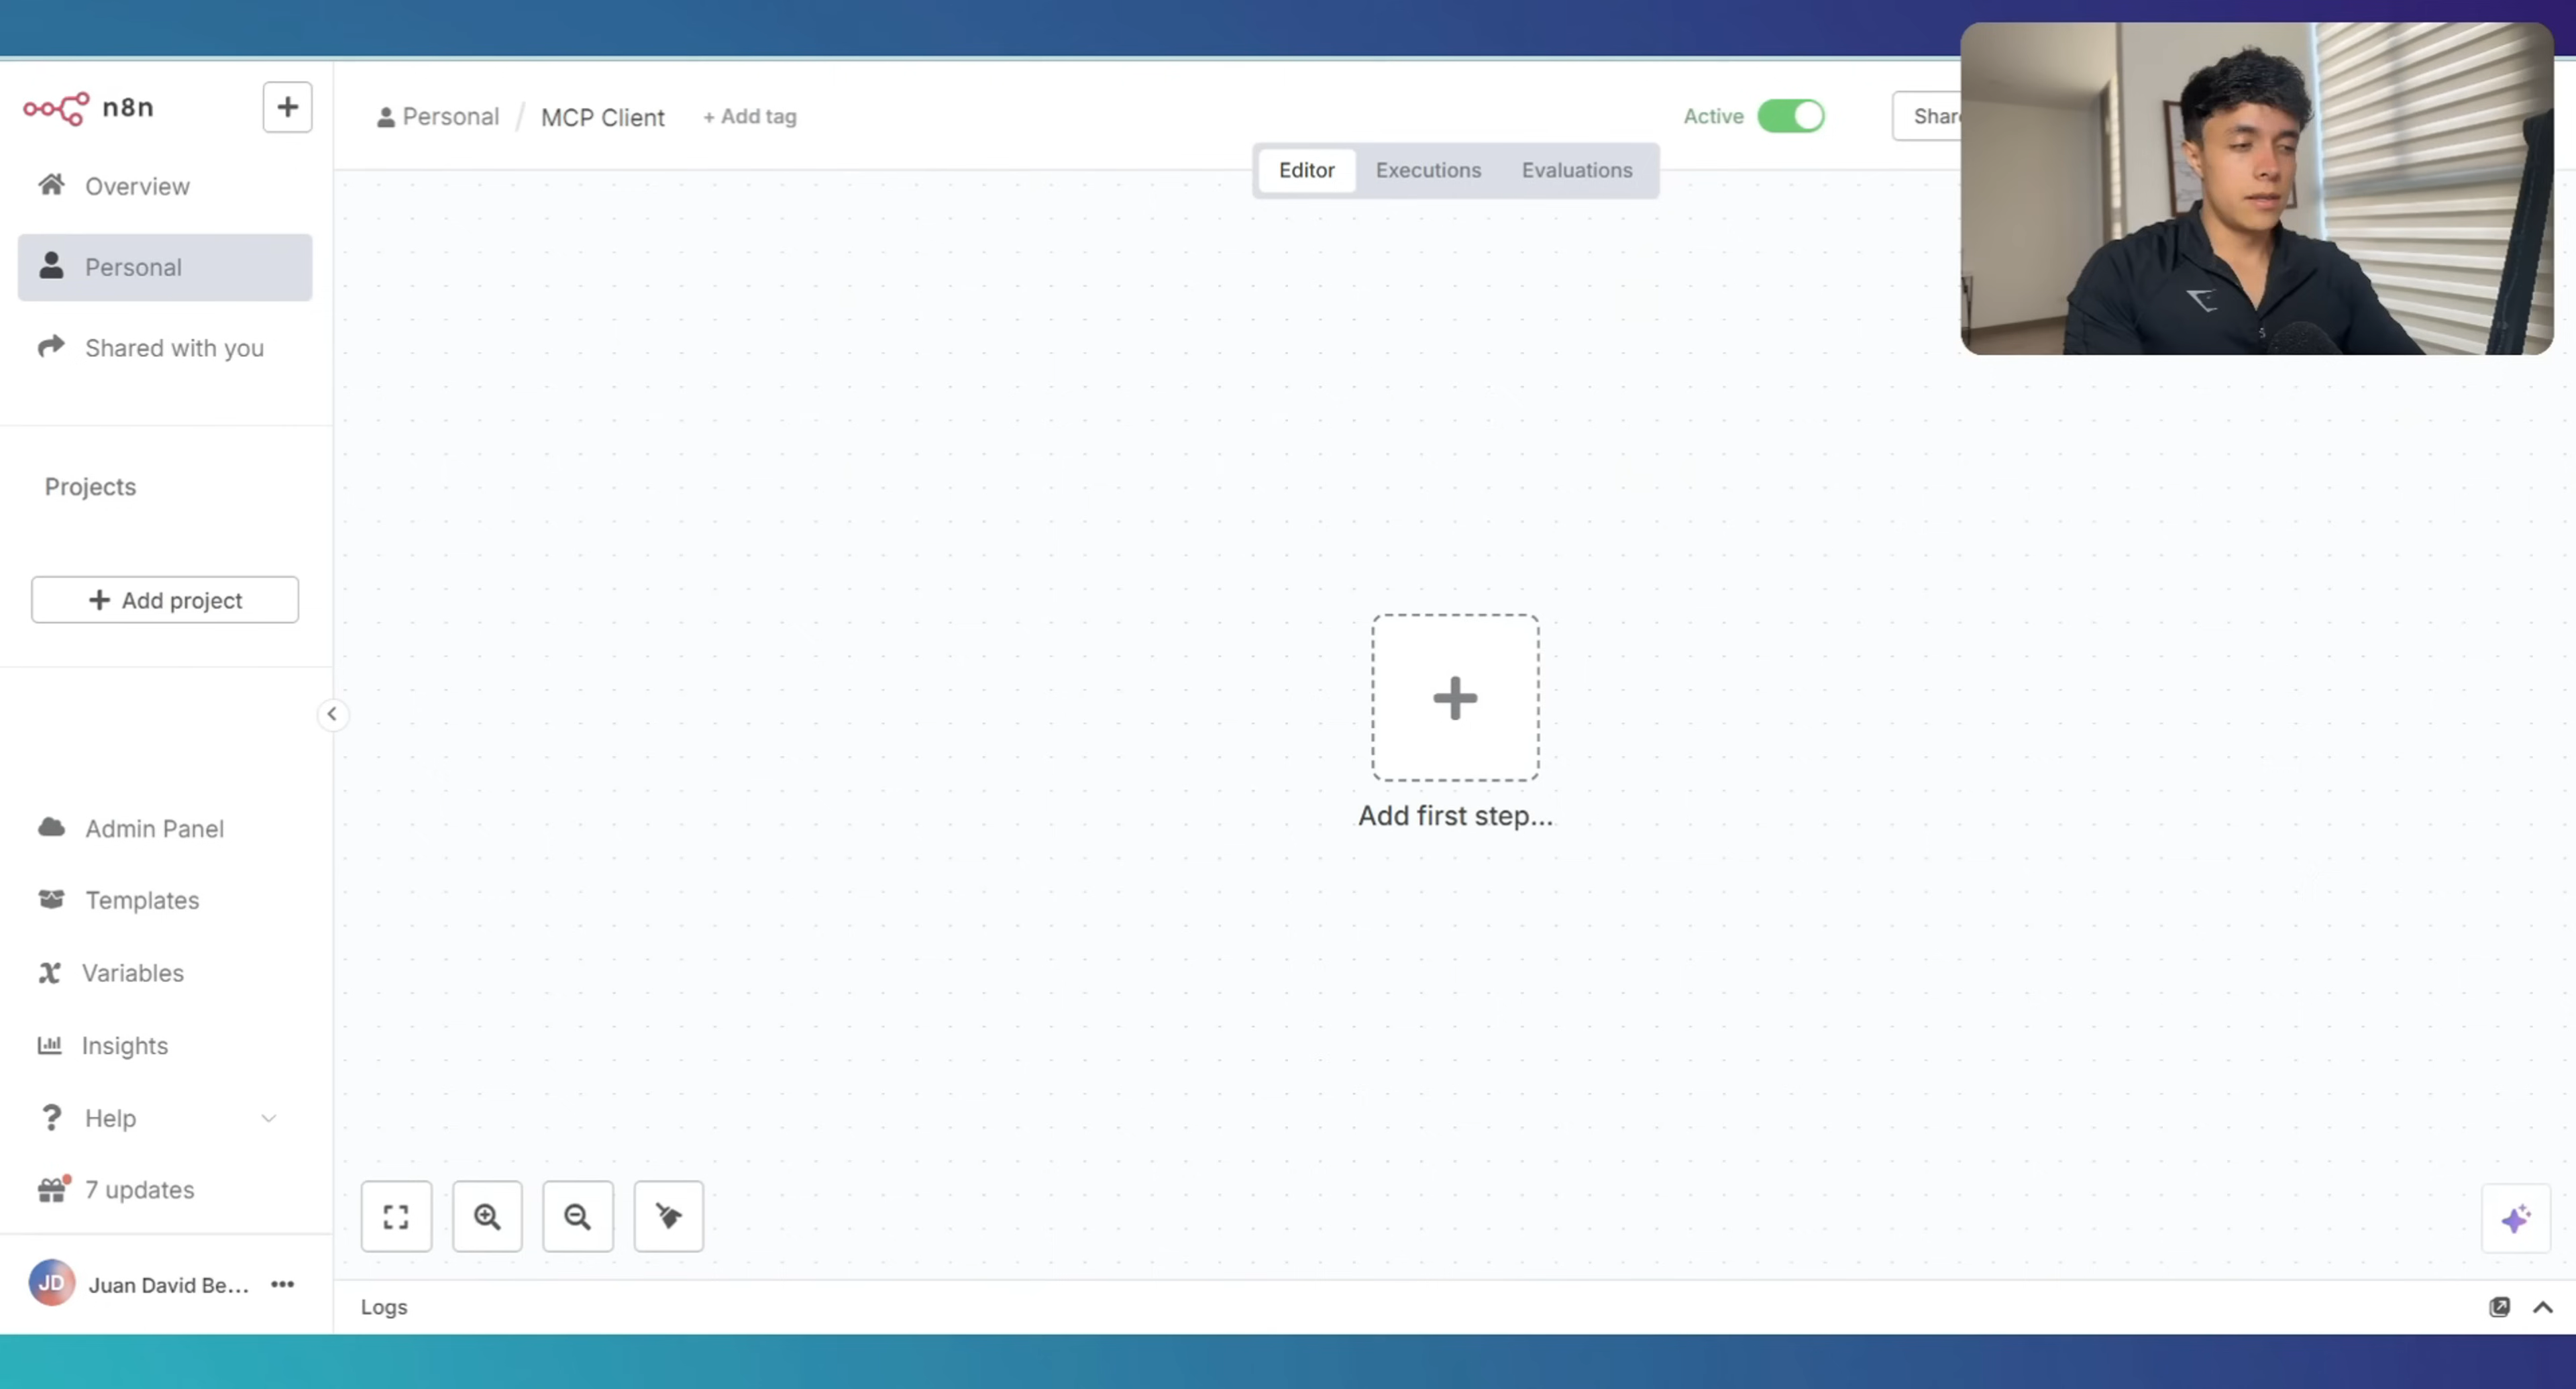 n8n
Overview
Personal
Shared with you
Projects
Add project
Admin Panel
Templates
Variables
Insights
Help
7 updates
JD
Juan David Be...
Personal / MCP Client + Add tag
Active
Editor Executions Evaluations
Add first step...
Logs